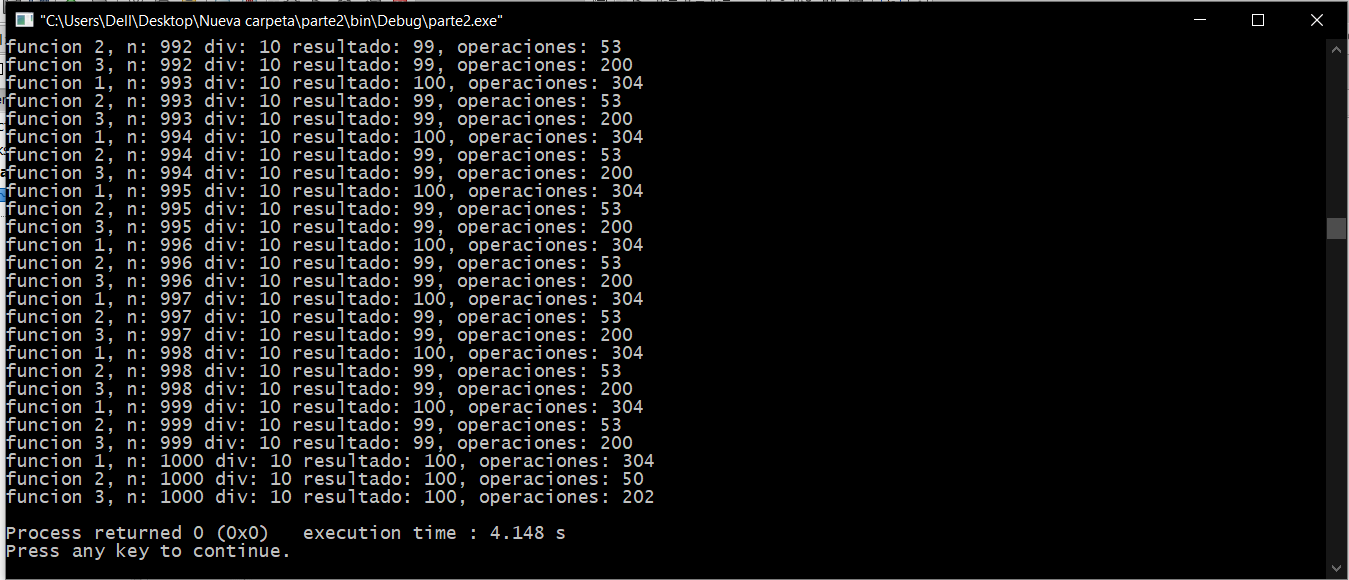 "C:\Users\Dell\Desktop\Nueva carpeta\parte2\bin\Debug\parte2.exe"
funcion 2, n: 992 div: 10 resultado: 99, operaciones: 53
funcion 3, n: 992 div: 10 resultado: 99, operaciones: 200
funcion 1, n: 993 div: 10 resultado: 100, operaciones: 304
funcion 2, n: 993 div: 10 resultado: 99, operaciones: 53
funcion 3, n: 993 div: 10 resultado: 99, operaciones: 200
funcion 1, n: 994 div: 10 resultado: 100, operaciones: 304
funcion 2, n: 994 div: 10 resultado: 99, operaciones: 53
funcion 3, n: 994 div: 10 resultado: 99, operaciones: 200
funcion 1, n: 995 div: 10 resultado: 100, operaciones: 304
funcion 2, n: 995 div: 10 resultado: 99, operaciones: 53
funcion 3, n: 995 div: 10 resultado: 99, operaciones: 200
funcion 1, n: 996 div: 10 resultado: 100, operaciones: 304
funcion 2, n: 996 div: 10 resultado: 99, operaciones: 53
funcion 3, n: 996 div: 10 resultado: 99, operaciones: 200
funcion 1, n: 997 div: 10 resultado: 100, operaciones: 304
funcion 2, n: 997 div: 10 resultado: 99, operaciones: 53
funcion 3, n: 997 div: 10 resultado: 99, operaciones: 200
funcion 1, n: 998 div: 10 resultado: 100, operaciones: 304
funcion 2, n: 998 div: 10 resultado: 99, operaciones: 53
funcion 3, n: 998 div: 10 resultado: 99, operaciones: 200
funcion 1, n: 999 div: 10 resultado: 100, operaciones: 304
funcion 2, n: 999 div: 10 resultado: 99, operaciones: 53
funcion 3, n: 999 div: 10 resultado: 99, operaciones: 200
funcion 1, n: 1000 div: 10 resultado: 100, operaciones: 304
funcion 2, n: 1000 div: 10 resultado: 100, operaciones: 50
funcion 3, n: 1000 div: 10 resultado: 100, operaciones: 202
Process returned 0 (0x0)   execution time : 4.148 s
Press any key to continue.